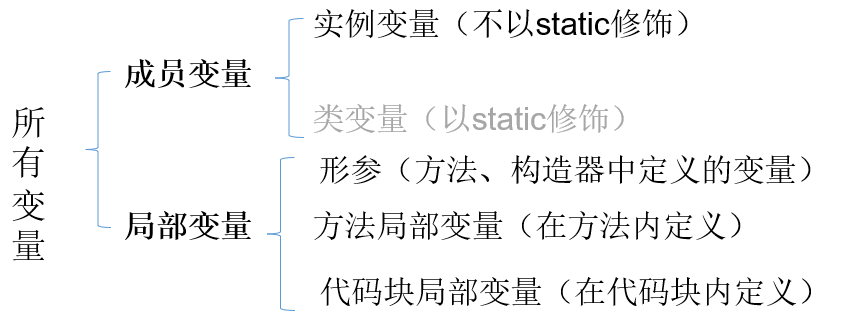 所有变量
成员变量
实例变量（不以static修饰）
类变量（以static修饰）
局部变量
形参（方法、构造器中定义的变量）
方法局部变量（在方法内定义）
代码块局部变量（在代码块内定义）